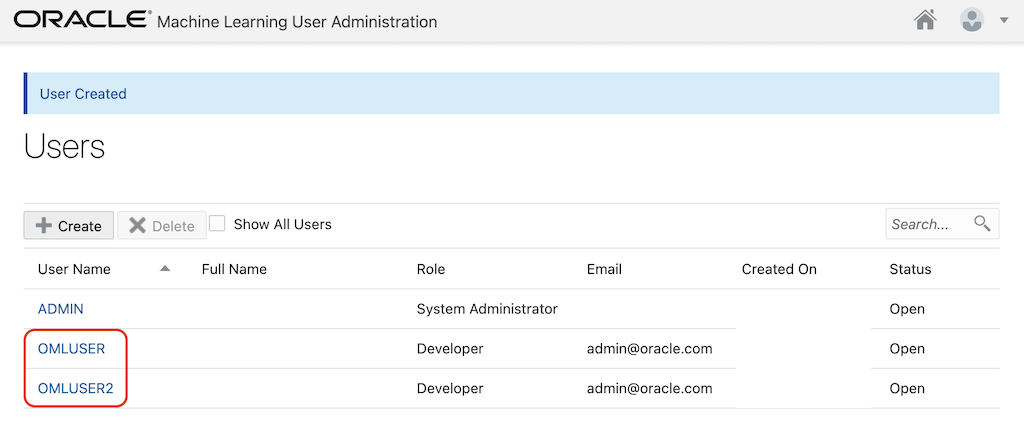 ORACLE® Machine Learning User Administration
User Created
Users
Create Delete Show All Users Search...
User Name Full Name Role Email Created On Status
ADMIN System Administrator Open
OMLUSER Developer admin@oracle.com Open
OMLUSER2 Developer admin@oracle.com Open